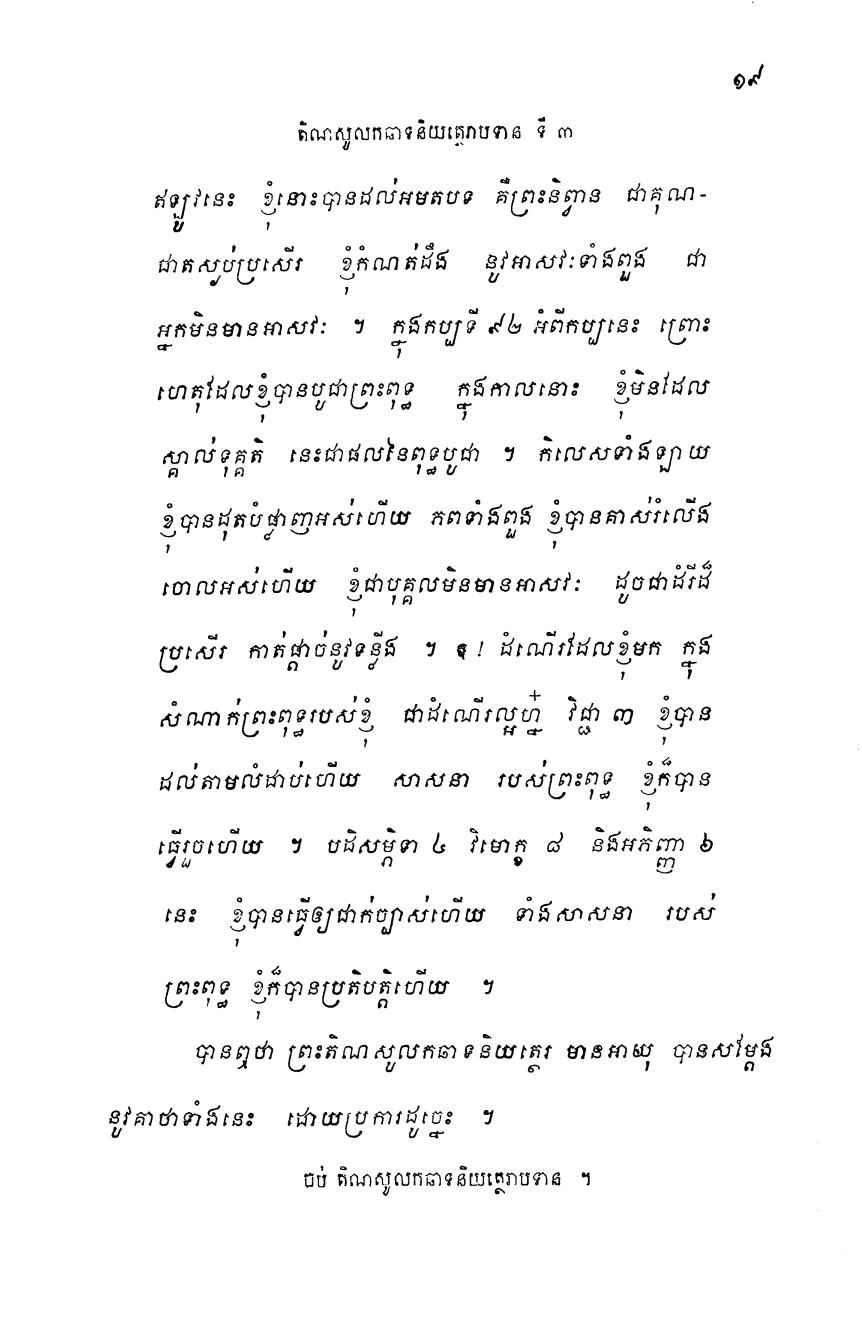 ១៩
តិណសូលកឆាទនិយត្ថេរាបទាន ទី ៣
ឥឡូវនេះ ខ្ញុំនោះបានដល់អមតបទ គឺព្រះនិព្វាន ជាគុណ-
ជាតស្ងប់ប្រសើរ ខ្ញុំកំណត់ដឹង នូវអាសវៈទាំងពួង ជា
អ្នកមិនមានអាសវៈ ។ ក្នុងកប្បទី ៩២ អំពីកប្បនេះ ព្រោះ
ហេតុដែលខ្ញុំបានបូជាព្រះពុទ្ធ ក្នុងកាលនោះ ខ្ញុំមិនដែល
ស្គាល់ទុគ្គតិ នេះជាផលនៃពុទ្ធបូជា ។ កិលេសទាំងឡាយ
ខ្ញុំបានដុតបំផ្លាញអស់ហើយ ភពទាំងពួង ខ្ញុំបានគាស់រំលើង
ចោលអស់ហើយ ខ្ញុំជាបុគ្គលមិនមានអាសវៈ ដូចជាដំរីដ៏
ប្រសើរ កាត់ផ្តាច់នូវទន្លីង ។ ឱ! ដំណើរដែលខ្ញុំមក ក្នុង
សំណាក់ព្រះពុទ្ធរបស់ខ្ញុំ ជាដំណើរល្អហ្ន៎ វិជ្ជា ៣ ខ្ញុំបាន
ដល់តាមលំដាប់ហើយ សាសនា របស់ព្រះពុទ្ធ ខ្ញុំក៏បាន
ធ្វើរួចហើយ ។ បដិសម្ភិទា ៤ វិមោក្ខ ៨ និងអភិញ្ញា ៦
នេះ ខ្ញុំបានធ្វើឲ្យជាក់ច្បាស់ហើយ ទាំងសាសនា របស់
ព្រះពុទ្ធ ខ្ញុំក៏បានប្រតិបត្តិហើយ ។
បានឮថា ព្រះតិណសូលកឆាទនិយត្ថេរ មានអាយុ បានសម្តែង
នូវគាថាទាំងនេះ ដោយប្រការដូច្នេះ ។
ចប់ តិណសូលកឆាទនិយត្ថេរាបទាន ។